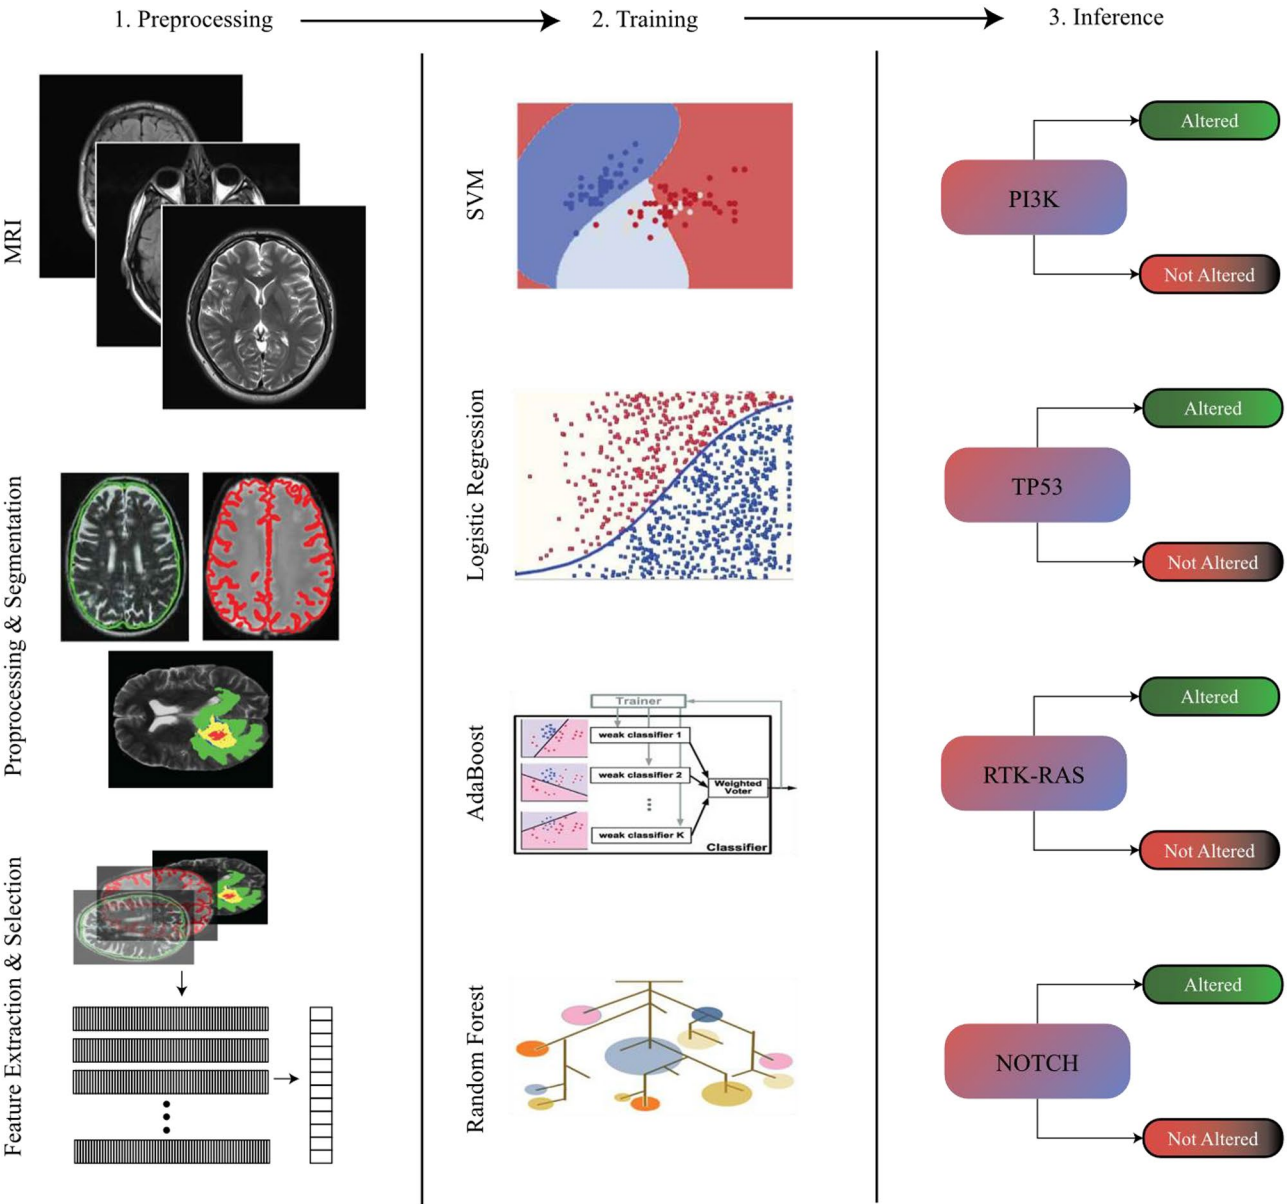 1. Preprocessing
2. Training
3. Inference
MRI
Proprocessing & Segmentation
Feature Extraction & Selection
SVM
Logistic Regression
AdaBoost
Trainer
weak classifier 1
weak classifier 2
weak classifier K
Weighted
Voter
Classifier
Random Forest
PI3K
Altered
Not Altered
TP53
Altered
Not Altered
RTK-RAS
Altered
Not Altered
NOTCH
Altered
Not Altered